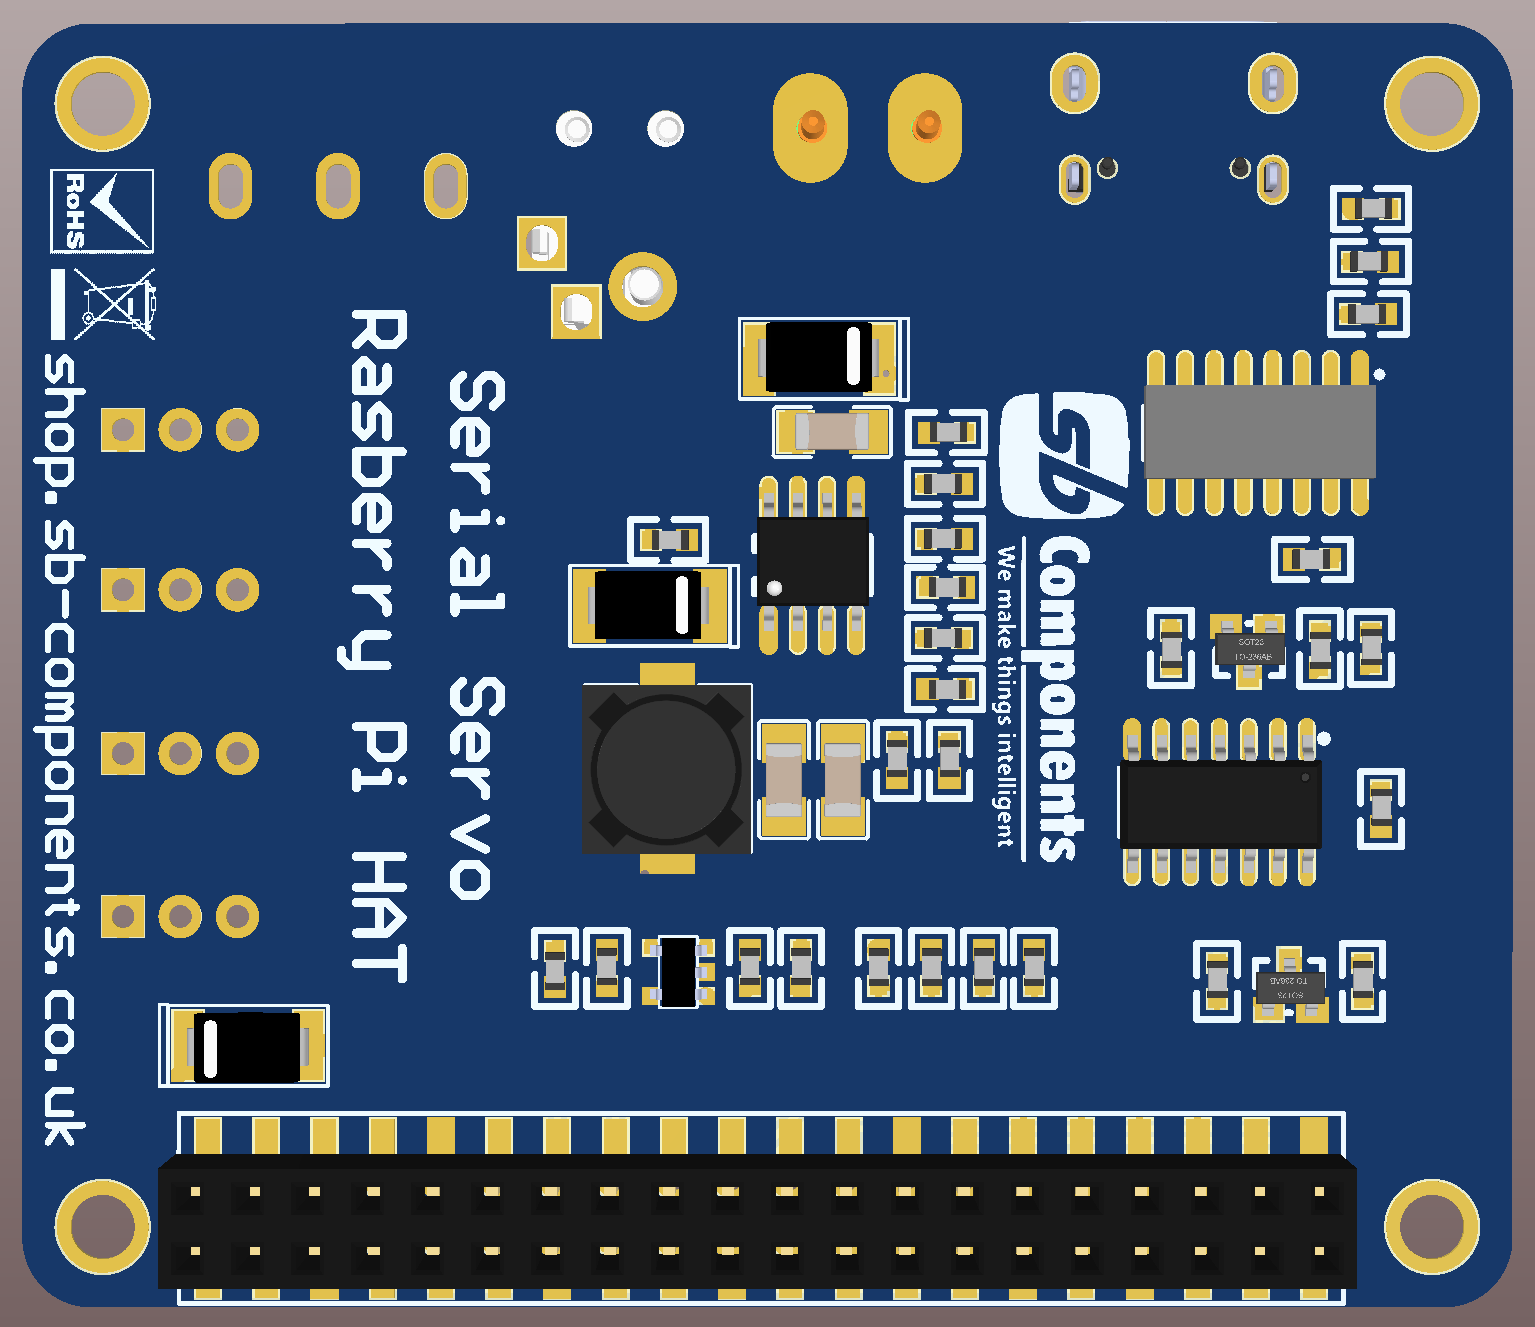 RoHS
shop.sb-components.co.uk
Serial Servo
Rasberry Pi HAT
sb
Components
We make things intelligent
SOT23
TO-236AB
SOT23
TO-236AB